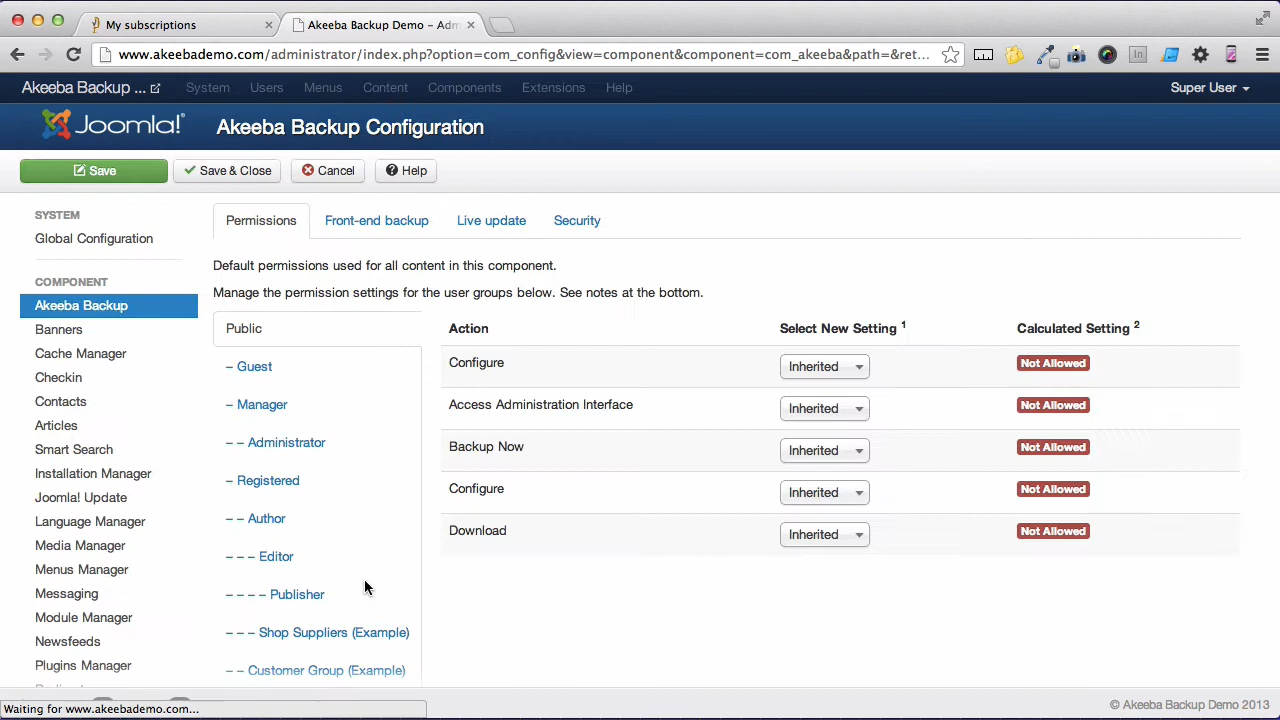 My subscriptions
Akeeba Backup Demo – Adm
www.akeebademo.com/administrator/index.php?option=com_config&view=component&component=com_akeeba&path=&ret...
Akeeba Backup ... System Users Menus Content Components Extensions Help Super User
Joomla!® Akeeba Backup Configuration
Save Save & Close Cancel Help
SYSTEM
Global Configuration
COMPONENT
Akeeba Backup
Banners
Cache Manager
Checkin
Contacts
Articles
Smart Search
Installation Manager
Joomla! Update
Language Manager
Media Manager
Menus Manager
Messaging
Module Manager
Newsfeeds
Plugins Manager
Permissions Front-end backup Live update Security
Default permissions used for all content in this component.
Manage the permission settings for the user groups below. See notes at the bottom.
Public
– Guest
– Manager
– – Administrator
– Registered
– – Author
– – – Editor
– – – – Publisher
– – – Shop Suppliers (Example)
– – Customer Group (Example)
Action Select New Setting 1 Calculated Setting 2
Configure Inherited Not Allowed
Access Administration Interface Inherited Not Allowed
Backup Now Inherited Not Allowed
Configure Inherited Not Allowed
Download Inherited Not Allowed
Waiting for www.akeebademo.com...
© Akeeba Backup Demo 2013